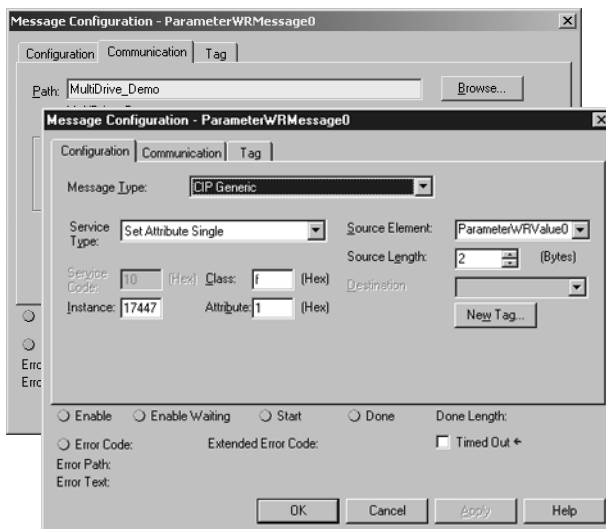 Message Configuration - ParameterWRMessage0
Configuration Communication Tag
Path: MultiDrive_Demo Browse...
Message Configuration - ParameterWRMessage0
Configuration Communication Tag
Message Type: CIP Generic
Service Type: Set Attribute Single Source Element: ParameterWRValue0
Source Length: 2 (Bytes)
Service Code: 10 (Hex) Class: f (Hex) Destination
Instance: 17447 Attribute: 1 (Hex) New Tag...
Enable Enable Waiting Start Done Done Length:
Error Code: Extended Error Code: Timed Out ←
Error Path:
Error Text:
OK Cancel Apply Help